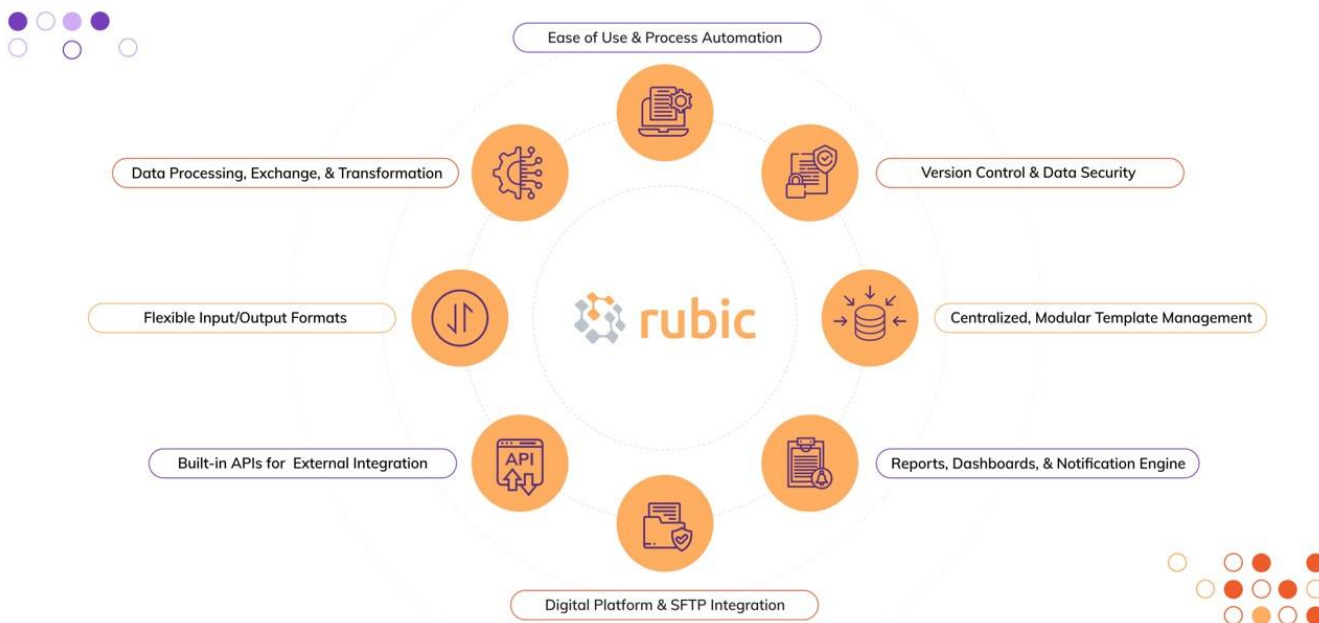 Ease of Use & Process Automation
Data Processing, Exchange, & Transformation
Version Control & Data Security
Flexible Input/Output Formats
rubic
Centralized, Modular Template Management
Built-in APIs for External Integration
API
Reports, Dashboards, & Notification Engine
Digital Platform & SFTP Integration